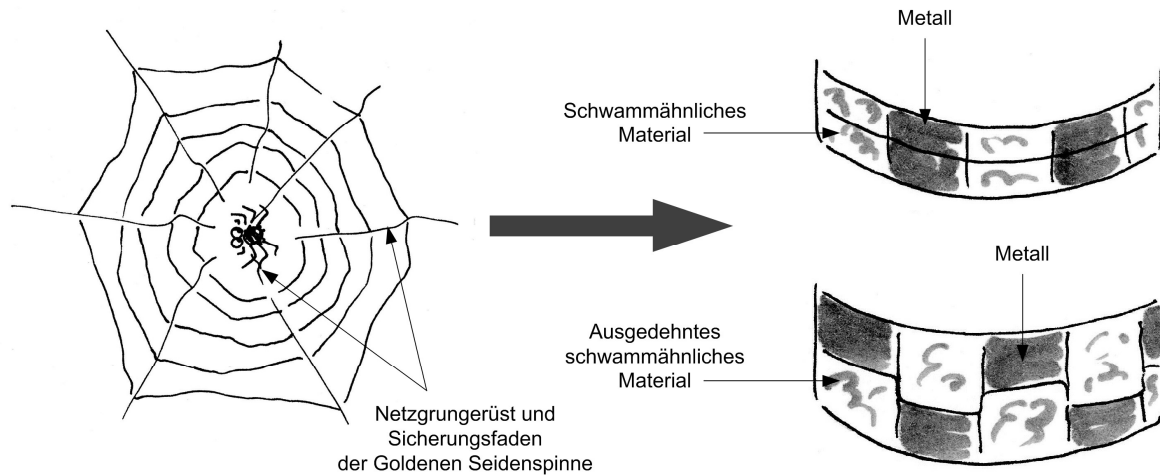 Metall
Schwammähnliches
Material
Metall
Ausgedehntes
schwammähnliches
Material
Netzgrungerüst und
Sicherungsfaden
der Goldenen Seidenspinne